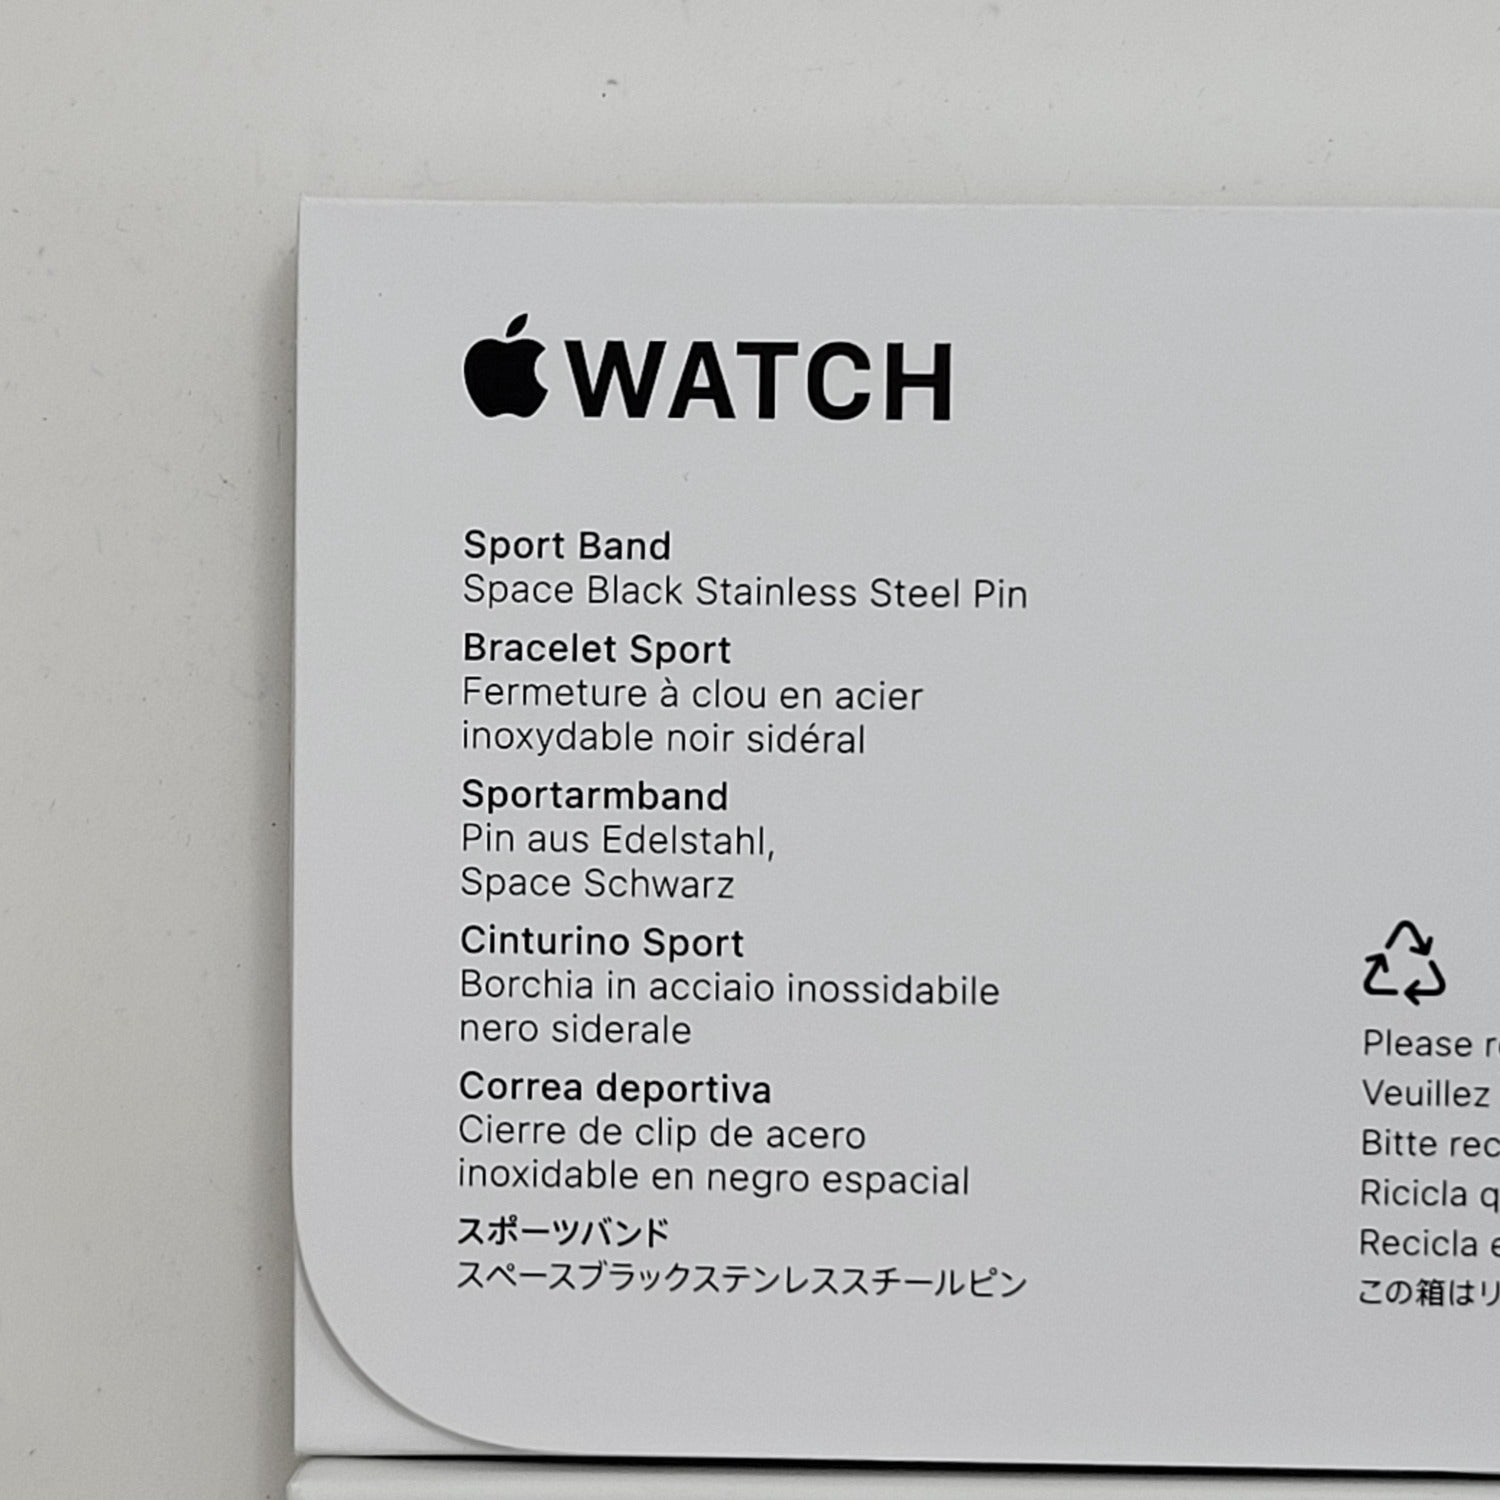 WATCH
Sport Band
Space Black Stainless Steel Pin
Bracelet Sport
Fermeture à clou en acier
inoxydable noir sidéral
Sportarmband
Pin aus Edelstahl,
Space Schwarz
Cinturino Sport
Borchia in acciaio inossidabile
nero siderale
Correa deportiva
Cierre de clip de acero
inoxidable en negro espacial
スポーツバンド
スペースブラックステンレススチールピン
Please
Veuillez
Bitte
Ricicla
Recicla
この箱は